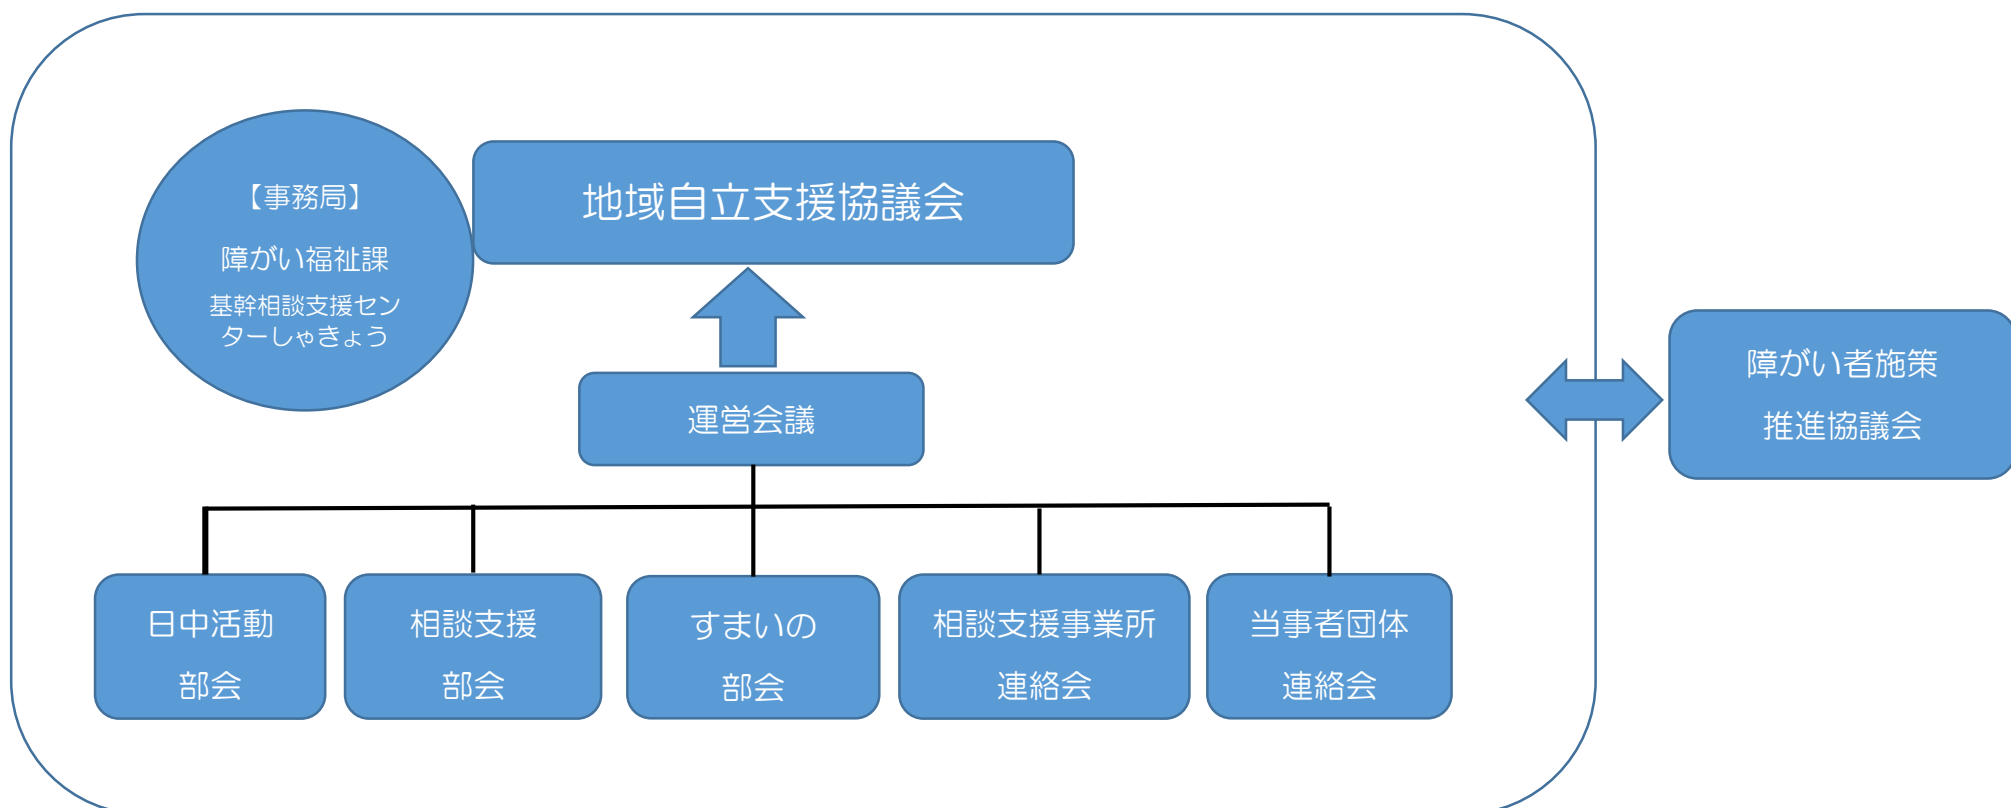 【事務局】
障がい福祉課
基幹相談支援セン
ターしゃきょう
地域自立支援協議会
運営会議
障がい者施策
推進協議会
日中活動
部会
相談支援
部会
すまいの
部会
相談支援事業所
連絡会
当事者団体
連絡会